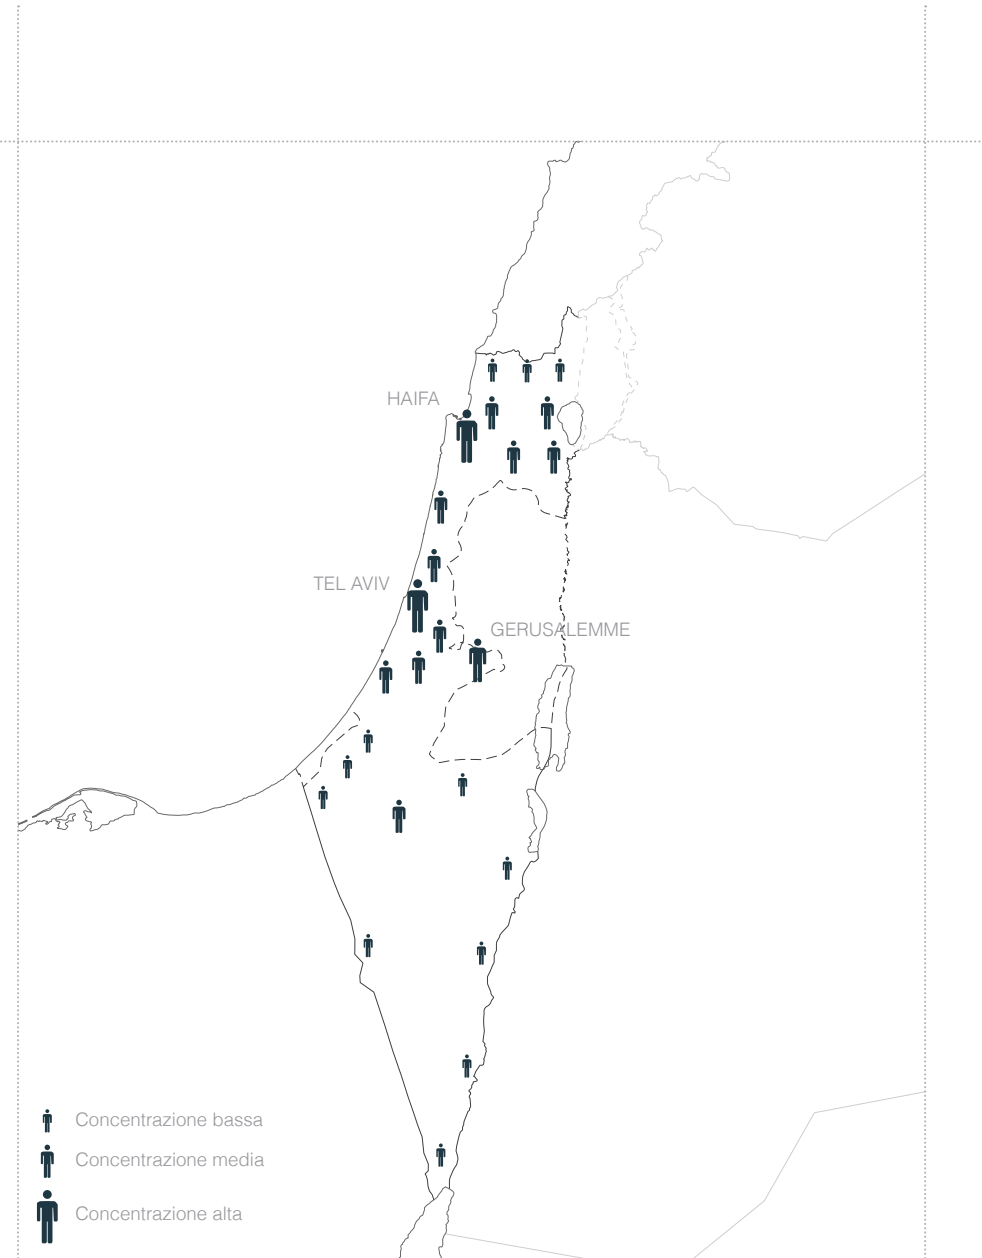 HAIFA
TEL AVIV
GERUSALEMME
Concentrazione bassa
Concentrazione media
Concentrazione alta